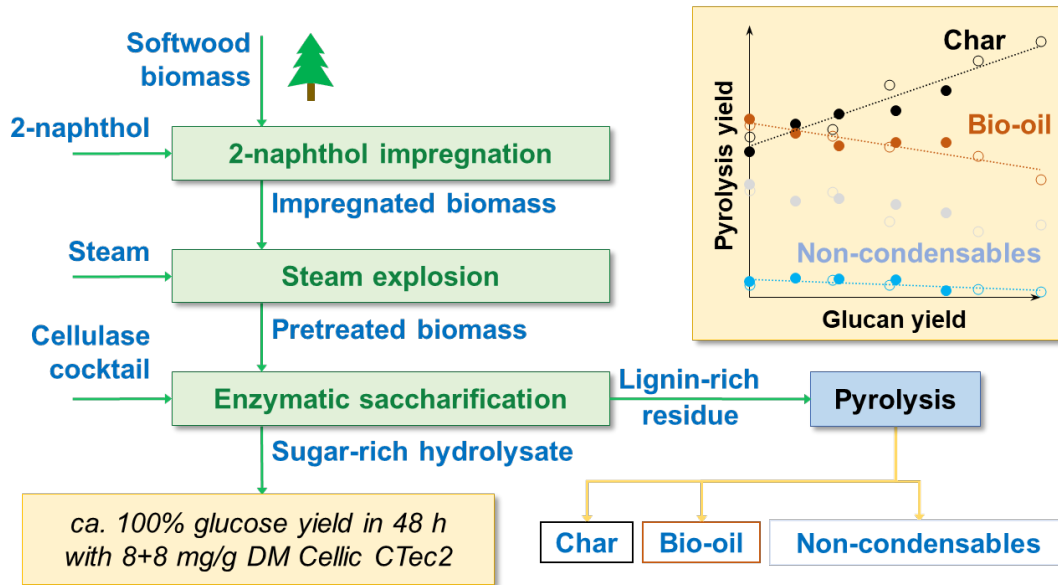 Softwood
biomass
2-naphthol
2-naphthol impregnation
Impregnated biomass
Steam
Steam explosion
Pretreated biomass
Cellulase
cocktail
Enzymatic saccharification
Lignin-rich
residue
Pyrolysis
Sugar-rich hydrolysate
ca. 100% glucose yield in 48 h
with 8+8 mg/g DM Cellic CTec2
Char
Bio-oil
Non-condensables
Pyrolysis yield
Char
Bio-oil
Non-condensables
Glucan yield